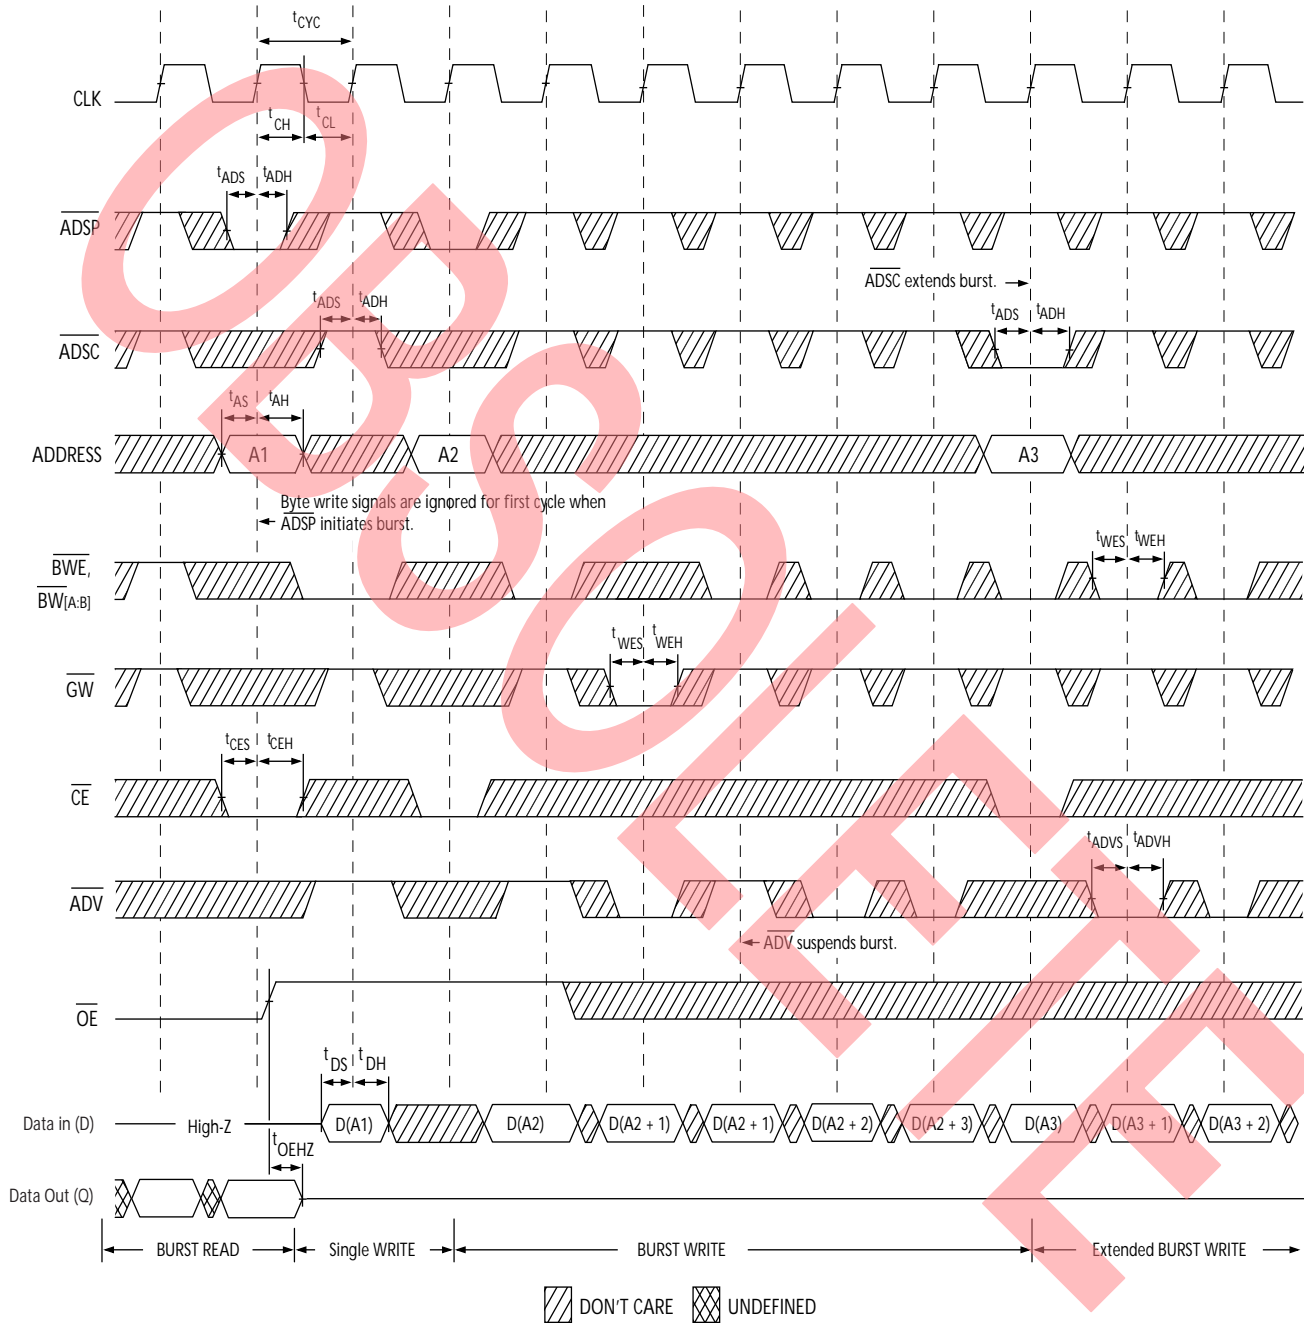 tCYC
CLK
tCH tCL
tADS tADH
ADSP
ADSC extends burst.
tADS tADH tADS tADH
ADSC
tAS tAH
ADDRESS A1 A2 A3
Byte write signals are ignored for first cycle when
ADSP initiates burst.
tWES tWEH
BWE,
BW[A:B]
tWES tWEH
GW
tCES tCEH
CE
tADVS tADVH
ADV
ADV suspends burst.
OE
tDS tDH
Data in (D) High-Z D(A1) D(A2) D(A2 + 1) D(A2 + 1) D(A2 + 2) D(A2 + 3) D(A3) D(A3 + 1) D(A3 + 2)
tOEHZ
Data Out (Q)
BURST READ Single WRITE BURST WRITE Extended BURST WRITE
DON'T CARE UNDEFINED
OBSOLETE